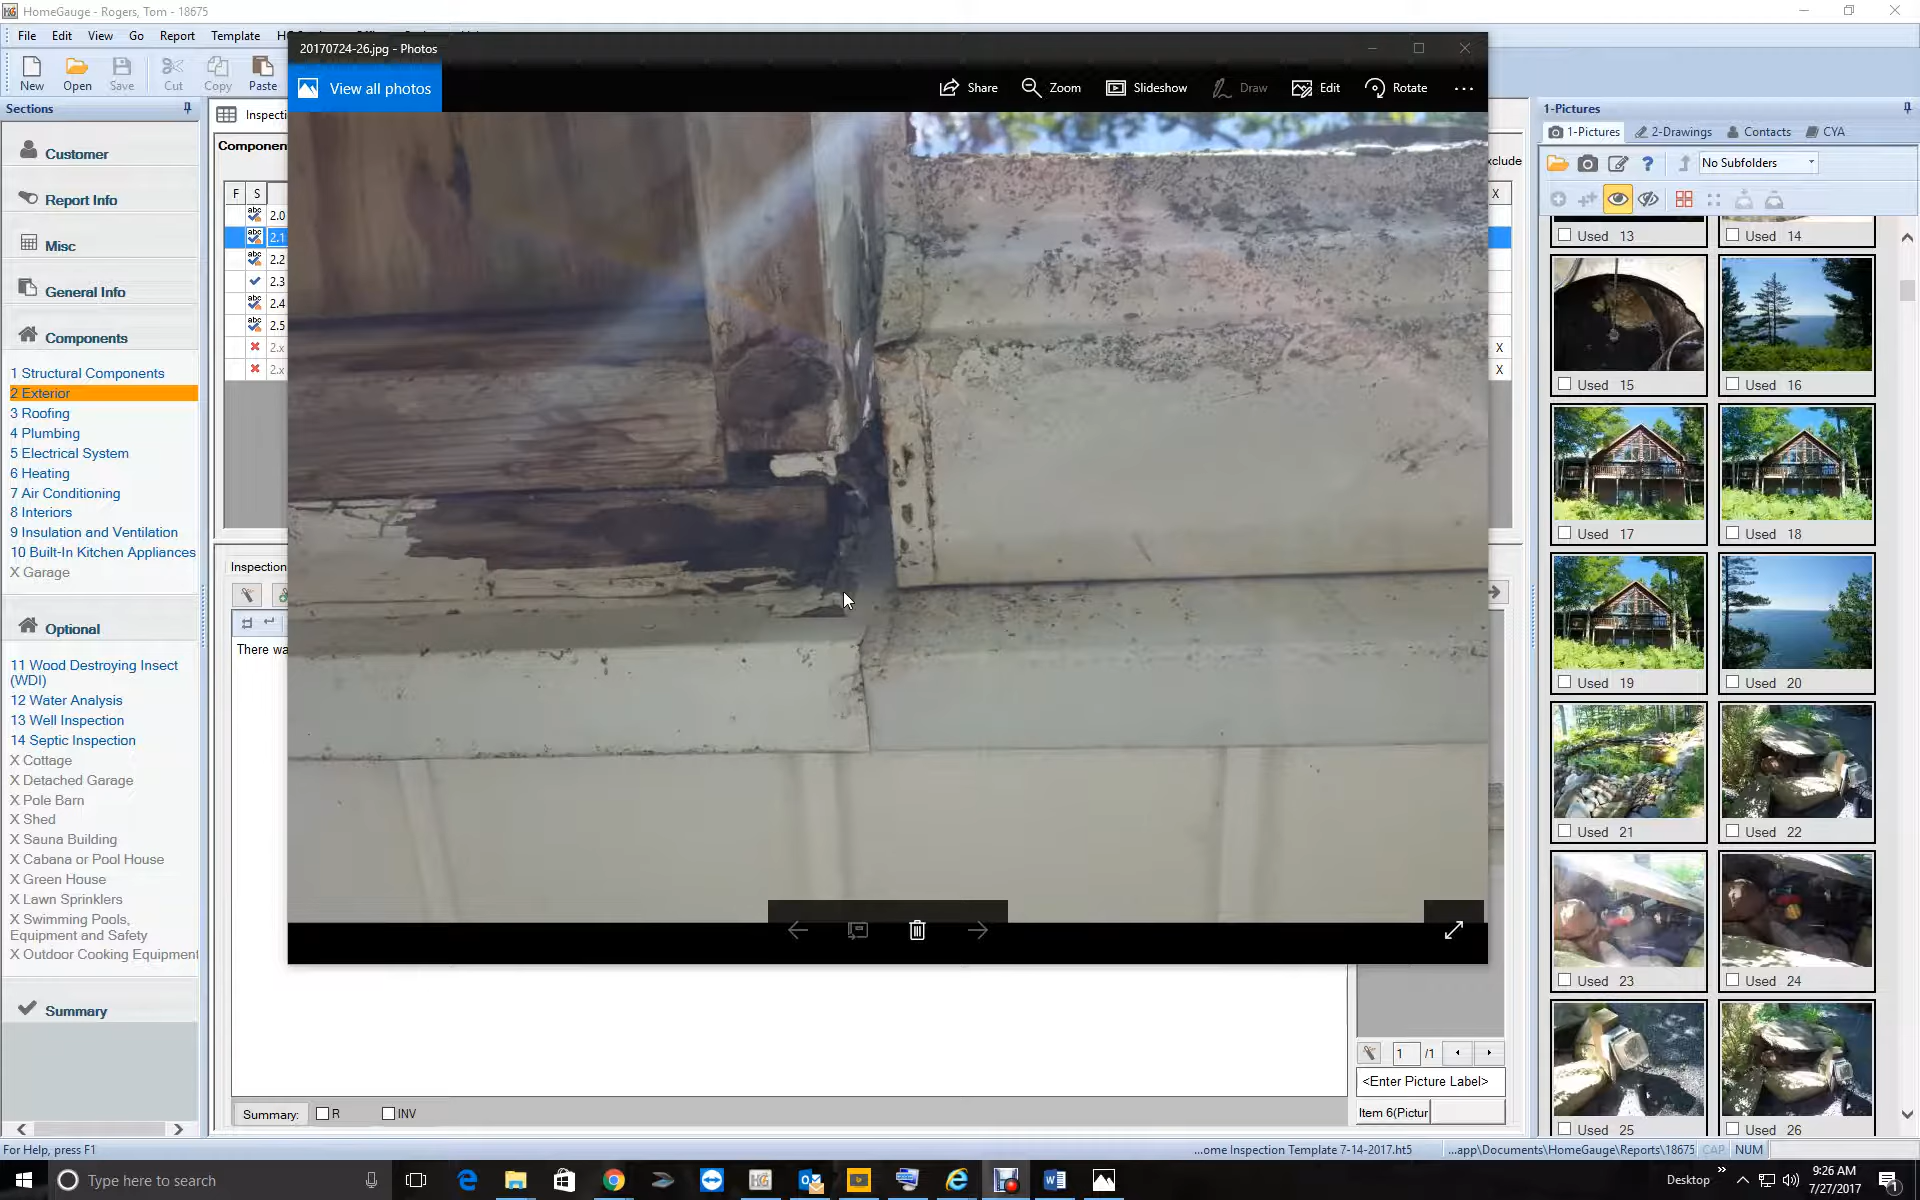 HomeGauge - Rogers, Tom - 18675
File Edit View Go Report Template
New Open Save Cut Copy Paste
20170724-26.jpg - Photos
View all photos
Share Zoom Slideshow Draw Edit Rotate
Sections
Customer
Report Info
Misc
General Info
Components
1 Structural Components
2 Exterior
3 Roofing
4 Plumbing
5 Electrical System
6 Heating
7 Air Conditioning
8 Interiors
9 Insulation and Ventilation
10 Built-In Kitchen Appliances
X Garage
Optional
11 Wood Destroying Insect
(WDI)
12 Water Analysis
13 Well Inspection
14 Septic Inspection
X Cottage
X Detached Garage
X Pole Barn
X Shed
X Sauna Building
X Cabana or Pool House
X Green House
X Lawn Sprinklers
X Swimming Pools,
Equipment and Safety
X Outdoor Cooking Equipment
Summary
Inspecti
Componen
xclude
F S X
abc 2.0
abc 2.1
abc 2.2
2.3
abc 2.4
abc 2.5
2.x X
2.x X
Inspection
There wa
Summary: R INV
1 /1
<Enter Picture Label>
Item 6(Pictur
1-Pictures
1-Pictures 2-Drawings Contacts CYA
No Subfolders
Used 13 Used 14
Used 15 Used 16
Used 17 Used 18
Used 19 Used 20
Used 21 Used 22
Used 23 Used 24
Used 25 Used 26
For Help, press F1
...ome Inspection Template 7-14-2017.ht5 ...app\Documents\HomeGauge\Reports\18675 CAP NUM
Type here to search
Desktop
9:26 AM
7/27/2017